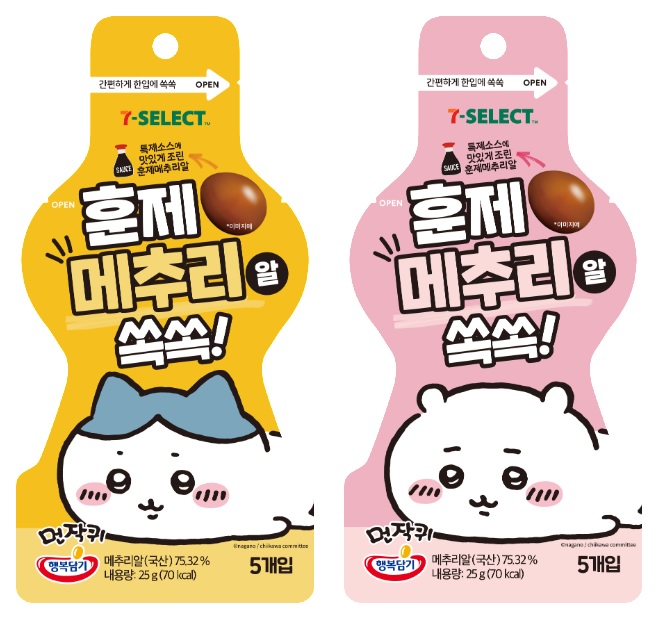 간편하게 한입에 쏙쏙 OPEN
7-SELECT™
특제소스에
맛있게 조린
훈제메추리알
SAUCE
OPEN
*이미지예
훈제
메추리알
쏙쏙!
먼작귀
©nagano / chiikawa committee
행복담기
메추리알(국산) 75.32%
내용량: 25 g (70 kcal)
5개입
간편하게 한입에 쏙쏙 OPEN
7-SELECT™
특제소스에
맛있게 조린
훈제메추리알
SAUCE
OPEN
*이미지예
훈제
메추리알
쏙쏙!
먼작귀
©nagano / chiikawa committee
행복담기
메추리알(국산) 75.32%
내용량: 25 g (70 kcal)
5개입